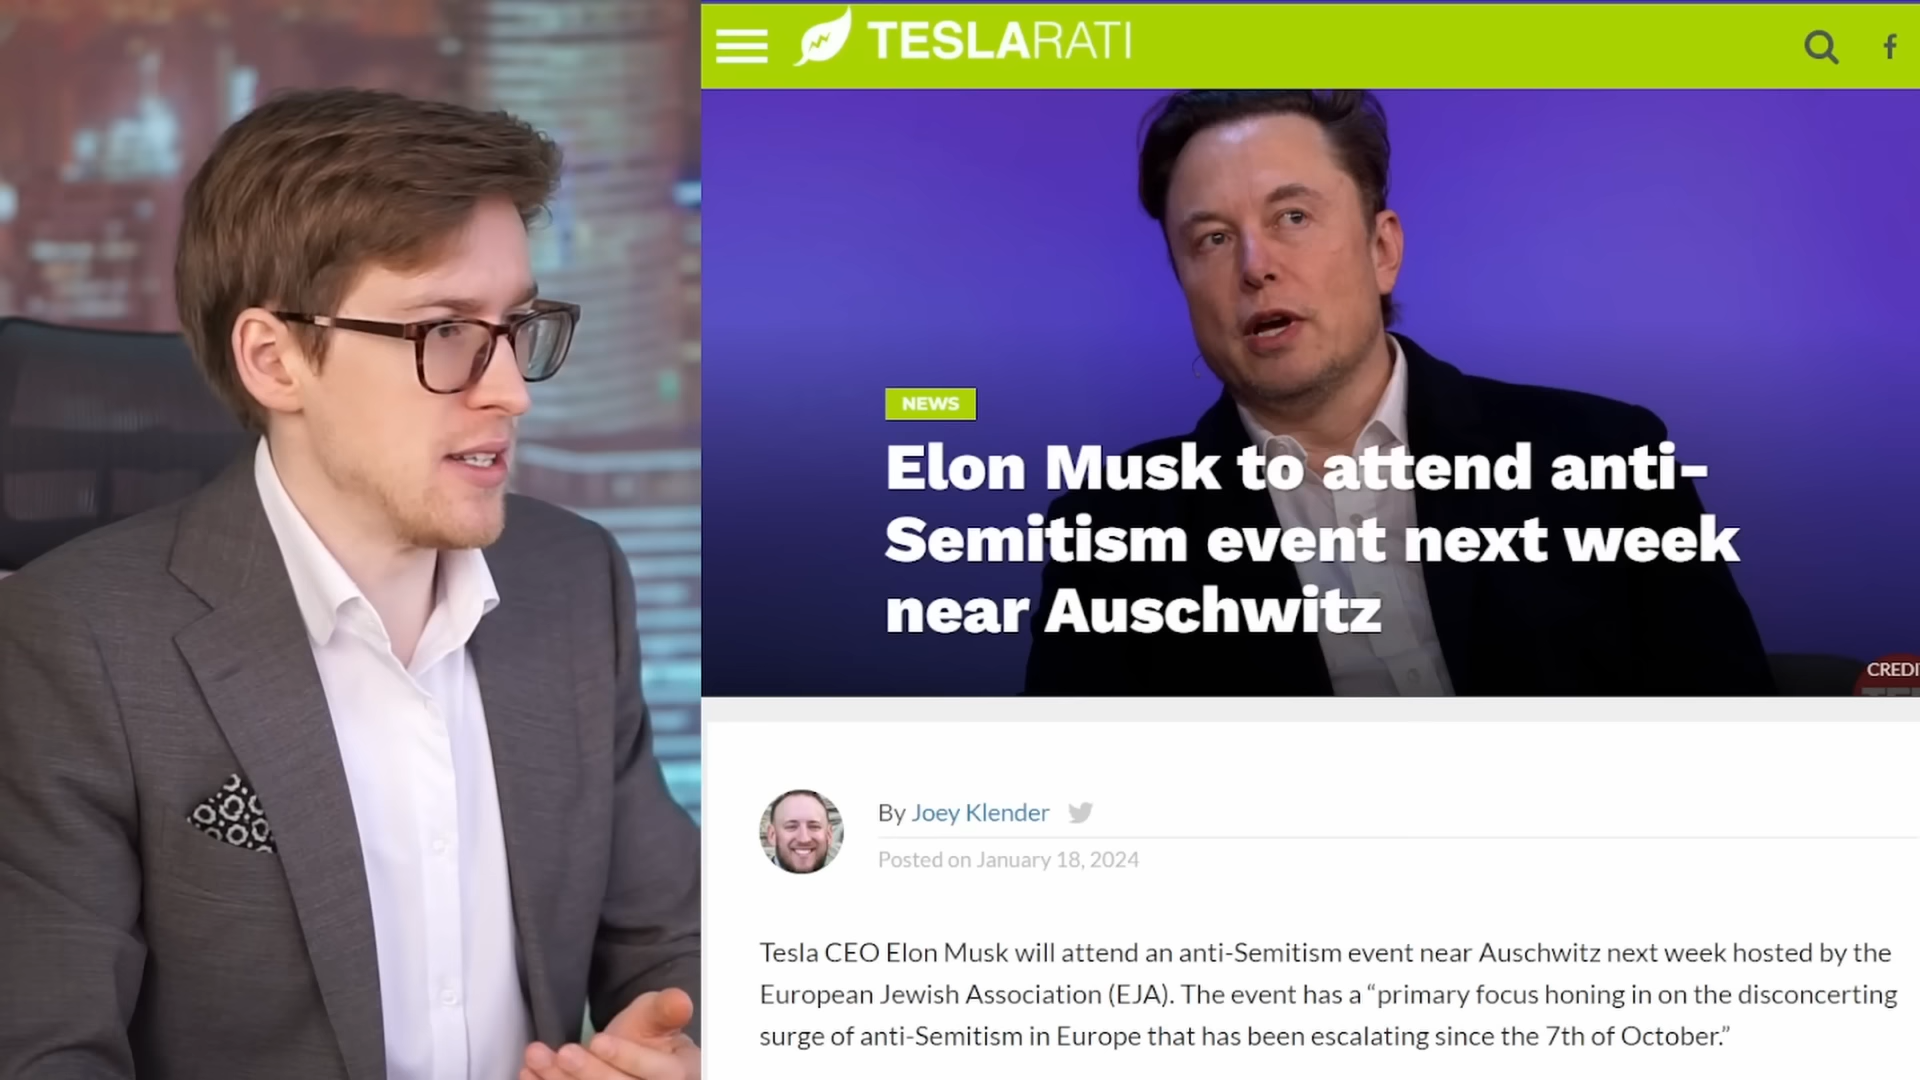 TESLARATI
NEWS
Elon Musk to attend anti-
Semitism event next week
near Auschwitz
By Joey Klender
Posted on January 18, 2024
Tesla CEO Elon Musk will attend an anti-Semitism event near Auschwitz next week hosted by the
European Jewish Association (EJA). The event has a “primary focus honing in on the disconcerting
surge of anti-Semitism in Europe that has been escalating since the 7th of October.”